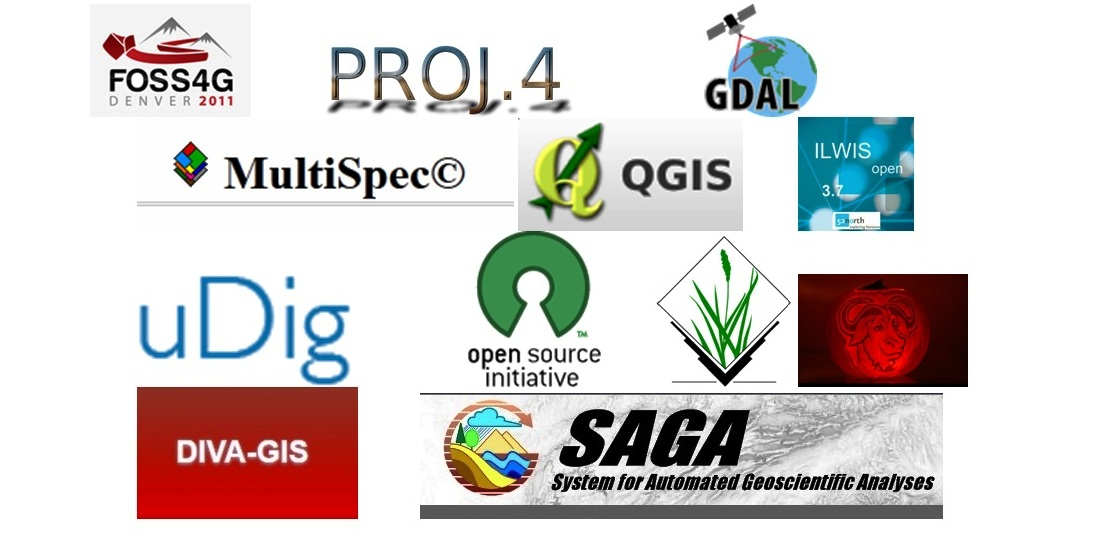 FOSS4G
DENVER 2011
PROJ.4
GDAL
MultiSpec©
QGIS
ILWIS
open
3.7
uDig
TM
open source
initiative
DIVA-GIS
SAGA
System for Automated Geoscientific Analyses